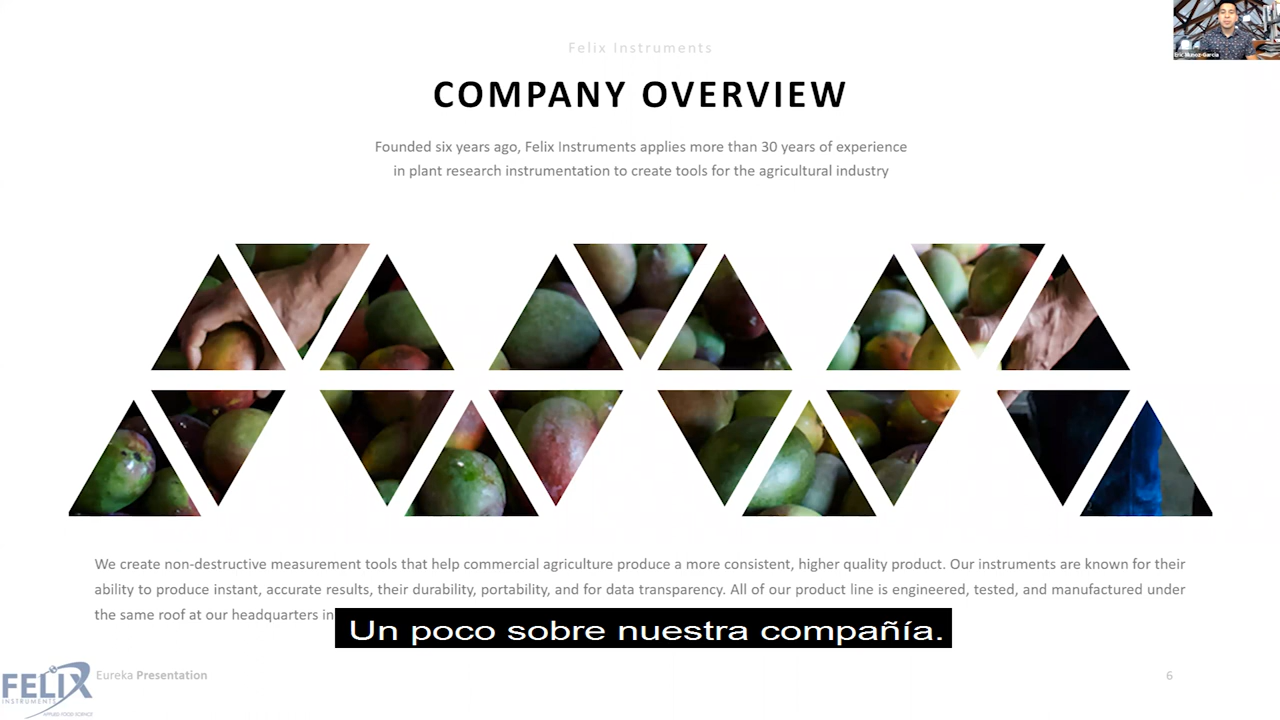 Felix Instruments
COMPANY OVERVIEW
Founded six years ago, Felix Instruments applies more than 30 years of experience
in plant research instrumentation to create tools for the agricultural industry
We create non-destructive measurement tools that help commercial agriculture produce a more consistent, higher quality product. Our instruments are known for their
ability to produce instant, accurate results, their durability, portability, and for data transparency. All of our product line is engineered, tested, and manufactured under
the same roof at our headquarters in
Un poco sobre nuestra compañía.
FELIX
INSTRUMENTS
APPLIED FOOD SCIENCE
Eureka Presentation
6